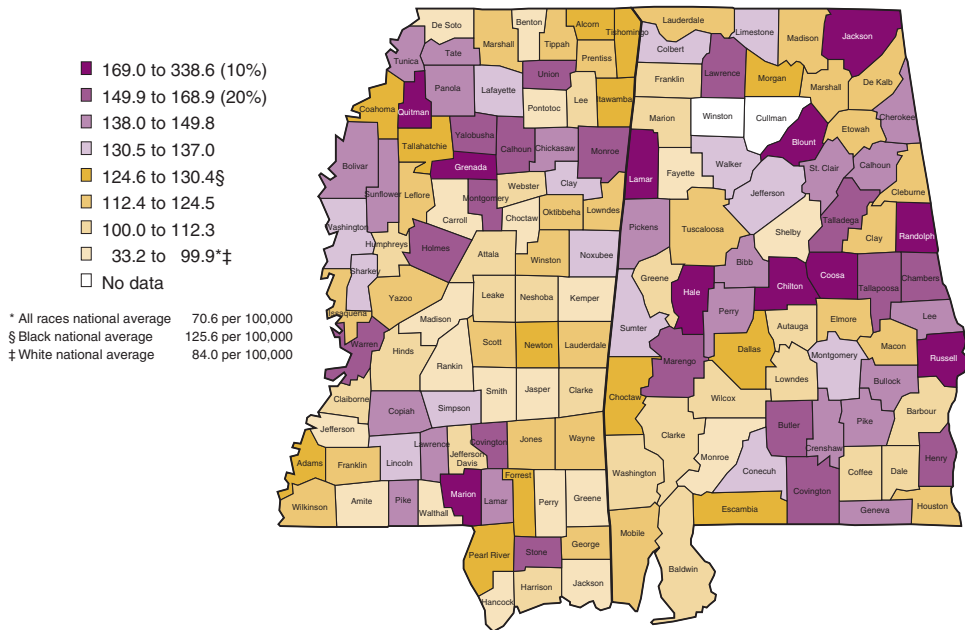 169.0 to 338.6 (10%)
149.9 to 168.9 (20%)
138.0 to 149.8
130.5 to 137.0
124.6 to 130.4§
112.4 to 124.5
100.0 to 112.3
33.2 to 99.9*‡
No data
* All races national average 70.6 per 100,000
§ Black national average 125.6 per 100,000
‡ White national average 84.0 per 100,000
De Soto
Benton
Alcorn
Tishomingo
Tunica
Tate
Marshall
Tippah
Prentiss
Union
Panola
Lafayette
Lee
Itawamba
Coahoma
Quitman
Pontotoc
Yalobusha
Tallahatchie
Calhoun
Chickasaw
Monroe
Bolivar
Grenada
Clay
Sunflower
Leflore
Montgomery
Webster
Carroll
Choctaw
Oktibbeha
Lowndes
Washington
Humphreys
Holmes
Attala
Winston
Noxubee
Sharkey
Issaquena
Yazoo
Leake
Neshoba
Kemper
Madison
Warren
Hinds
Rankin
Scott
Newton
Lauderdale
Smith
Jasper
Clarke
Claiborne
Copiah
Simpson
Jefferson
Lawrence
Jefferson
Davis
Covington
Jones
Wayne
Adams
Franklin
Lincoln
Forrest
Wilkinson
Amite
Pike
Walthall
Marion
Lamar
Perry
Greene
Pearl River
Stone
George
Hancock
Harrison
Jackson
Lauderdale
Limestone
Madison
Jackson
Colbert
Franklin
Lawrence
Morgan
Marshall
De Kalb
Marion
Winston
Cullman
Blount
Etowah
Cherokee
Lamar
Fayette
Walker
Jefferson
St. Clair
Calhoun
Cleburne
Pickens
Tuscaloosa
Shelby
Talladega
Clay
Randolph
Greene
Hale
Bibb
Perry
Chilton
Coosa
Tallapoosa
Chambers
Sumter
Marengo
Dallas
Autauga
Elmore
Lee
Macon
Russell
Choctaw
Wilcox
Lowndes
Montgomery
Bullock
Barbour
Clarke
Monroe
Butler
Crenshaw
Pike
Washington
Conecuh
Covington
Coffee
Dale
Henry
Escambia
Geneva
Houston
Mobile
Baldwin